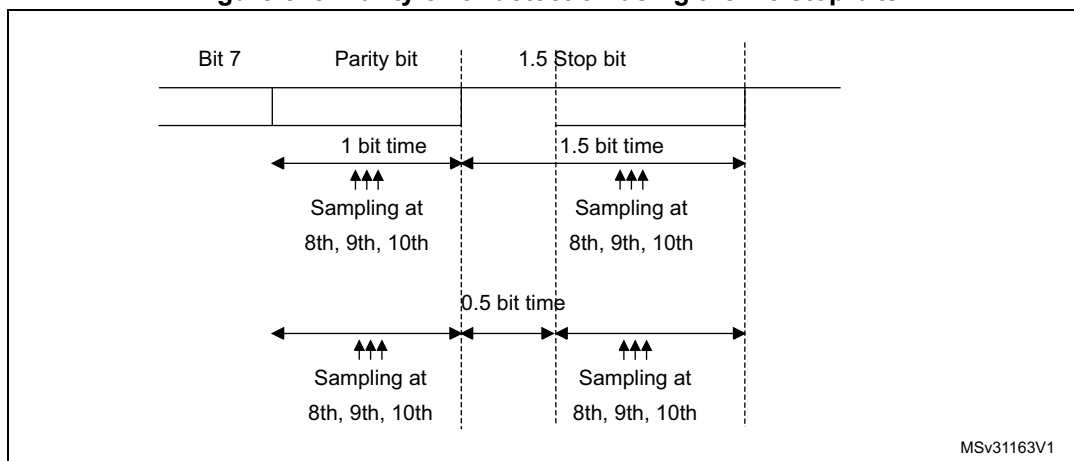 Bit 7 Parity bit 1.5 Stop bit
1 bit time 1.5 bit time
Sampling at Sampling at
8th, 9th, 10th 8th, 9th, 10th
0.5 bit time
Sampling at Sampling at
8th, 9th, 10th 8th, 9th, 10th
MSv31163V1